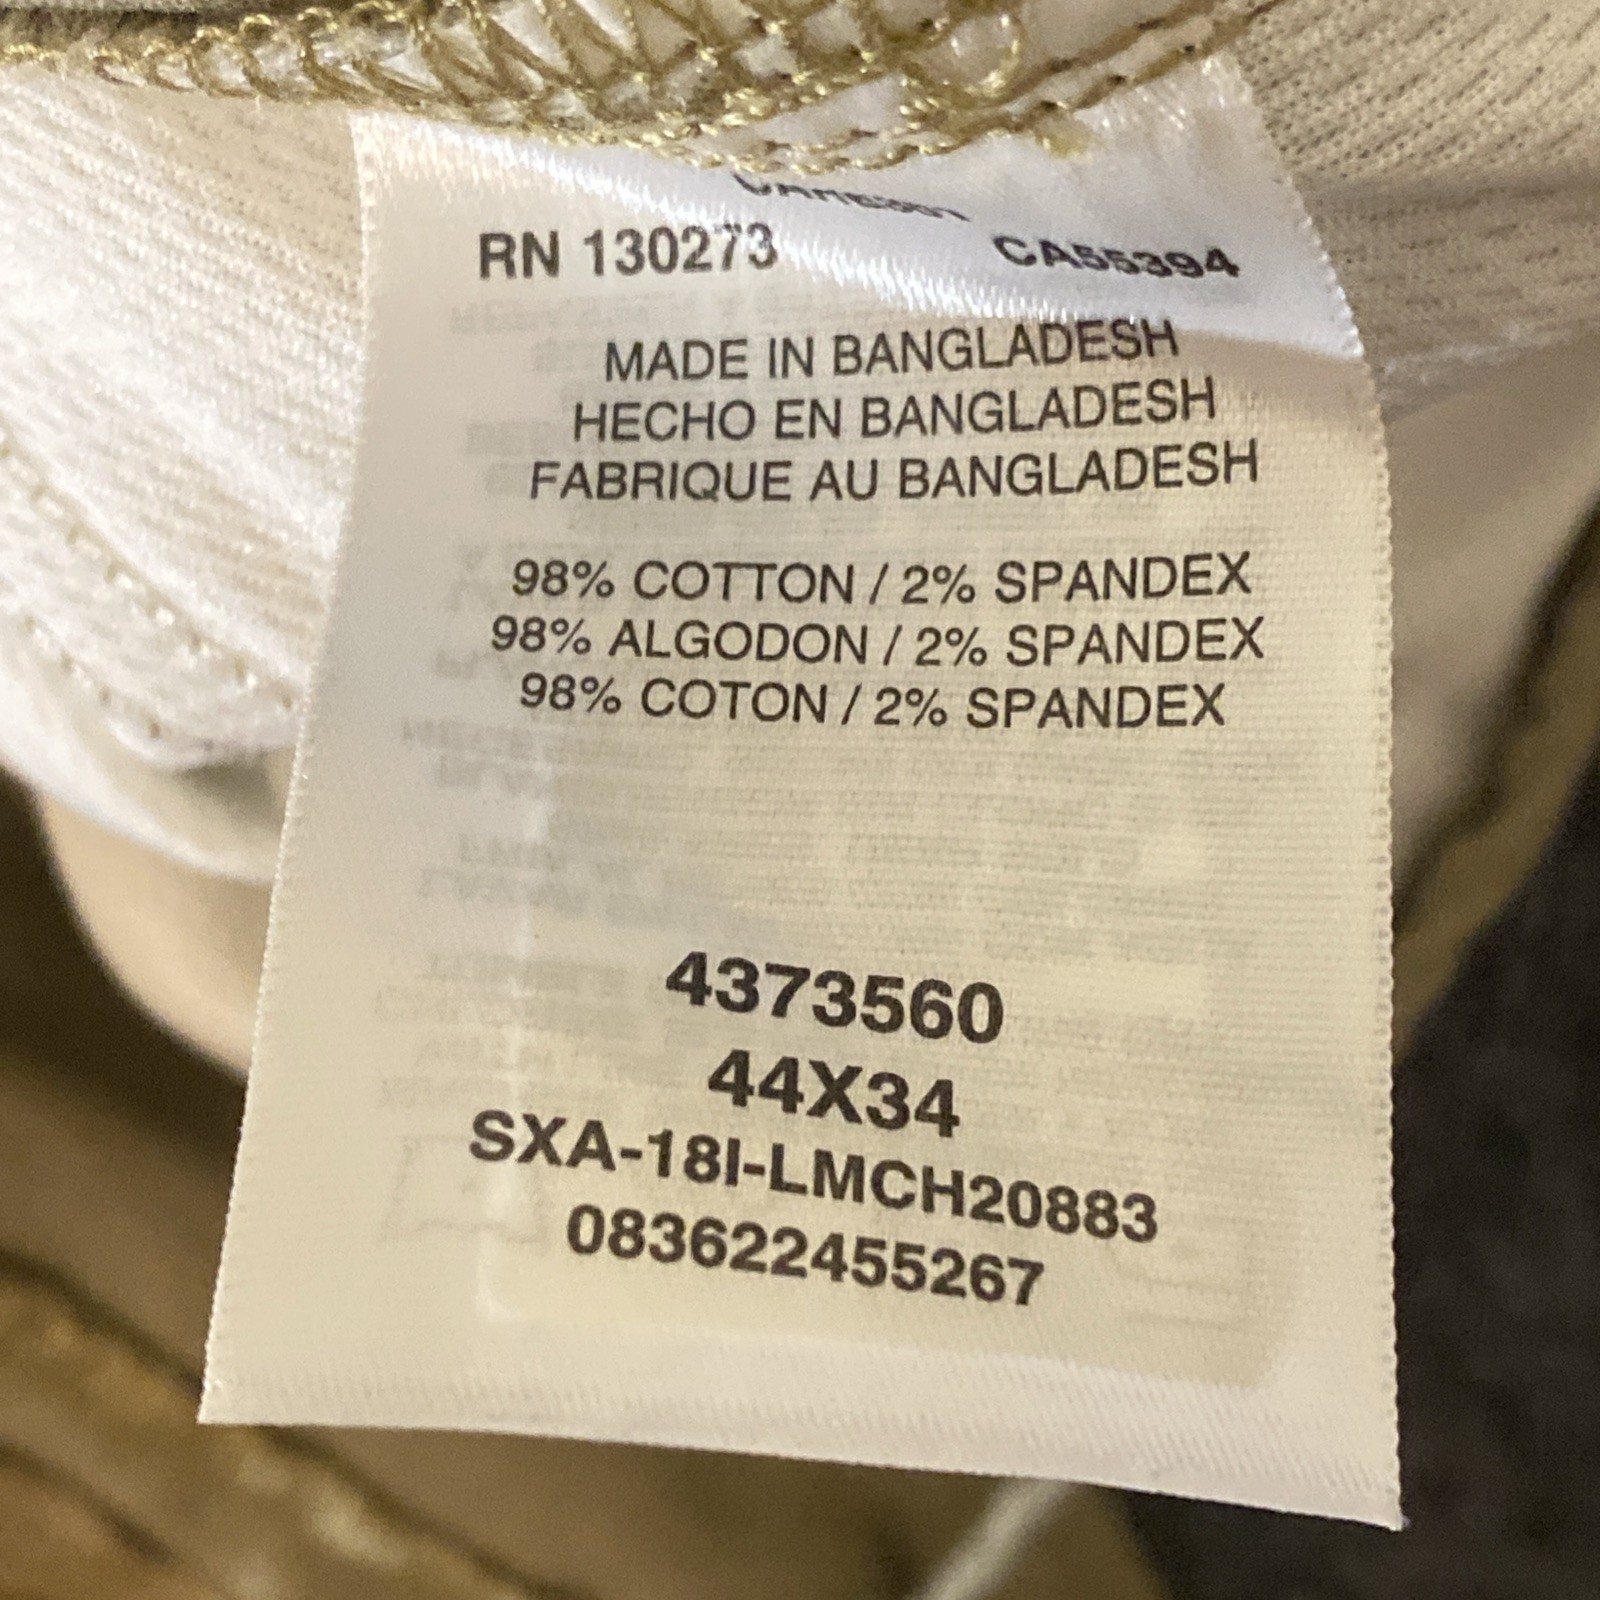 RN 130273 CA55394
MADE IN BANGLADESH
HECHO EN BANGLADESH
FABRIQUE AU BANGLADESH
98% COTTON / 2% SPANDEX
98% ALGODON / 2% SPANDEX
98% COTON / 2% SPANDEX
4373560
44X34
SXA-18I-LMCH20883
083622455267